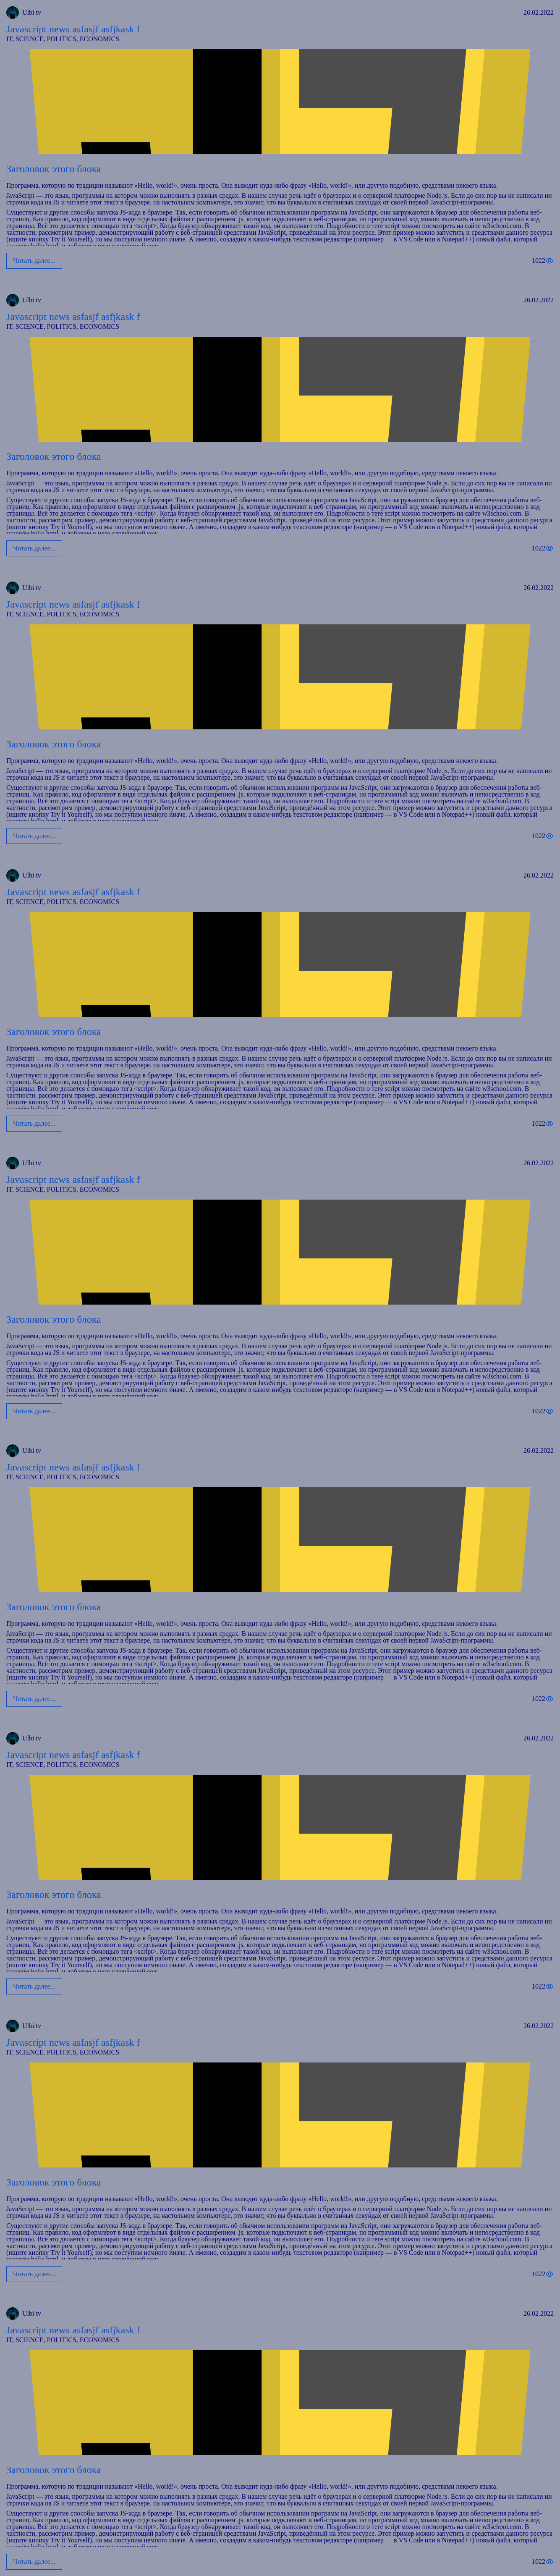 Ulbi tv 26.02.2022
Javascript news asfasjf asfjkask f
IT, SCIENCE, POLITICS, ECONOMICS
Заголовок этого блока
Программа, которую по традиции называют «Hello, world!», очень проста. Она выводит куда-либо фразу «Hello, world!», или другую подобную, средствами некоего языка.
JavaScript — это язык, программы на котором можно выполнять в разных средах. В нашем случае речь идёт о браузерах и о серверной платформе Node.js. Если до сих пор вы не написали ни
строчки кода на JS и читаете этот текст в браузере, на настольном компьютере, это значит, что вы буквально в считанных секундах от своей первой JavaScript-программы.
Существуют и другие способы запуска JS-кода в браузере. Так, если говорить об обычном использовании программ на JavaScript, они загружаются в браузер для обеспечения работы веб-
страниц. Как правило, код оформляют в виде отдельных файлов с расширением .js, которые подключают к веб-страницам, но программный код можно включать и непосредственно в код
страницы. Всё это делается с помощью тега <script>. Когда браузер обнаруживает такой код, он выполняет его. Подробности о теге script можно посмотреть на сайте w3school.com. В
частности, рассмотрим пример, демонстрирующий работу с веб-страницей средствами JavaScript, приведённый на этом ресурсе. Этот пример можно запустить и средствами данного ресурса
(ищите кнопку Try it Yourself), но мы поступим немного иначе. А именно, создадим в каком-нибудь текстовом редакторе (например — в VS Code или в Notepad++) новый файл, который
Читать далее... 1022
Ulbi tv 26.02.2022
Javascript news asfasjf asfjkask f
IT, SCIENCE, POLITICS, ECONOMICS
Заголовок этого блока
Программа, которую по традиции называют «Hello, world!», очень проста. Она выводит куда-либо фразу «Hello, world!», или другую подобную, средствами некоего языка.
JavaScript — это язык, программы на котором можно выполнять в разных средах. В нашем случае речь идёт о браузерах и о серверной платформе Node.js. Если до сих пор вы не написали ни
строчки кода на JS и читаете этот текст в браузере, на настольном компьютере, это значит, что вы буквально в считанных секундах от своей первой JavaScript-программы.
Существуют и другие способы запуска JS-кода в браузере. Так, если говорить об обычном использовании программ на JavaScript, они загружаются в браузер для обеспечения работы веб-
страниц. Как правило, код оформляют в виде отдельных файлов с расширением .js, которые подключают к веб-страницам, но программный код можно включать и непосредственно в код
страницы. Всё это делается с помощью тега <script>. Когда браузер обнаруживает такой код, он выполняет его. Подробности о теге script можно посмотреть на сайте w3school.com. В
частности, рассмотрим пример, демонстрирующий работу с веб-страницей средствами JavaScript, приведённый на этом ресурсе. Этот пример можно запустить и средствами данного ресурса
(ищите кнопку Try it Yourself), но мы поступим немного иначе. А именно, создадим в каком-нибудь текстовом редакторе (например — в VS Code или в Notepad++) новый файл, который
Читать далее... 1022
Ulbi tv 26.02.2022
Javascript news asfasjf asfjkask f
IT, SCIENCE, POLITICS, ECONOMICS
Заголовок этого блока
Программа, которую по традиции называют «Hello, world!», очень проста. Она выводит куда-либо фразу «Hello, world!», или другую подобную, средствами некоего языка.
JavaScript — это язык, программы на котором можно выполнять в разных средах. В нашем случае речь идёт о браузерах и о серверной платформе Node.js. Если до сих пор вы не написали ни
строчки кода на JS и читаете этот текст в браузере, на настольном компьютере, это значит, что вы буквально в считанных секундах от своей первой JavaScript-программы.
Существуют и другие способы запуска JS-кода в браузере. Так, если говорить об обычном использовании программ на JavaScript, они загружаются в браузер для обеспечения работы веб-
страниц. Как правило, код оформляют в виде отдельных файлов с расширением .js, которые подключают к веб-страницам, но программный код можно включать и непосредственно в код
страницы. Всё это делается с помощью тега <script>. Когда браузер обнаруживает такой код, он выполняет его. Подробности о теге script можно посмотреть на сайте w3school.com. В
частности, рассмотрим пример, демонстрирующий работу с веб-страницей средствами JavaScript, приведённый на этом ресурсе. Этот пример можно запустить и средствами данного ресурса
(ищите кнопку Try it Yourself), но мы поступим немного иначе. А именно, создадим в каком-нибудь текстовом редакторе (например — в VS Code или в Notepad++) новый файл, который
Читать далее... 1022
Ulbi tv 26.02.2022
Javascript news asfasjf asfjkask f
IT, SCIENCE, POLITICS, ECONOMICS
Заголовок этого блока
Программа, которую по традиции называют «Hello, world!», очень проста. Она выводит куда-либо фразу «Hello, world!», или другую подобную, средствами некоего языка.
JavaScript — это язык, программы на котором можно выполнять в разных средах. В нашем случае речь идёт о браузерах и о серверной платформе Node.js. Если до сих пор вы не написали ни
строчки кода на JS и читаете этот текст в браузере, на настольном компьютере, это значит, что вы буквально в считанных секундах от своей первой JavaScript-программы.
Существуют и другие способы запуска JS-кода в браузере. Так, если говорить об обычном использовании программ на JavaScript, они загружаются в браузер для обеспечения работы веб-
страниц. Как правило, код оформляют в виде отдельных файлов с расширением .js, которые подключают к веб-страницам, но программный код можно включать и непосредственно в код
страницы. Всё это делается с помощью тега <script>. Когда браузер обнаруживает такой код, он выполняет его. Подробности о теге script можно посмотреть на сайте w3school.com. В
частности, рассмотрим пример, демонстрирующий работу с веб-страницей средствами JavaScript, приведённый на этом ресурсе. Этот пример можно запустить и средствами данного ресурса
(ищите кнопку Try it Yourself), но мы поступим немного иначе. А именно, создадим в каком-нибудь текстовом редакторе (например — в VS Code или в Notepad++) новый файл, который
Читать далее... 1022
Ulbi tv 26.02.2022
Javascript news asfasjf asfjkask f
IT, SCIENCE, POLITICS, ECONOMICS
Заголовок этого блока
Программа, которую по традиции называют «Hello, world!», очень проста. Она выводит куда-либо фразу «Hello, world!», или другую подобную, средствами некоего языка.
JavaScript — это язык, программы на котором можно выполнять в разных средах. В нашем случае речь идёт о браузерах и о серверной платформе Node.js. Если до сих пор вы не написали ни
строчки кода на JS и читаете этот текст в браузере, на настольном компьютере, это значит, что вы буквально в считанных секундах от своей первой JavaScript-программы.
Существуют и другие способы запуска JS-кода в браузере. Так, если говорить об обычном использовании программ на JavaScript, они загружаются в браузер для обеспечения работы веб-
страниц. Как правило, код оформляют в виде отдельных файлов с расширением .js, которые подключают к веб-страницам, но программный код можно включать и непосредственно в код
страницы. Всё это делается с помощью тега <script>. Когда браузер обнаруживает такой код, он выполняет его. Подробности о теге script можно посмотреть на сайте w3school.com. В
частности, рассмотрим пример, демонстрирующий работу с веб-страницей средствами JavaScript, приведённый на этом ресурсе. Этот пример можно запустить и средствами данного ресурса
(ищите кнопку Try it Yourself), но мы поступим немного иначе. А именно, создадим в каком-нибудь текстовом редакторе (например — в VS Code или в Notepad++) новый файл, который
Читать далее... 1022
Ulbi tv 26.02.2022
Javascript news asfasjf asfjkask f
IT, SCIENCE, POLITICS, ECONOMICS
Заголовок этого блока
Программа, которую по традиции называют «Hello, world!», очень проста. Она выводит куда-либо фразу «Hello, world!», или другую подобную, средствами некоего языка.
JavaScript — это язык, программы на котором можно выполнять в разных средах. В нашем случае речь идёт о браузерах и о серверной платформе Node.js. Если до сих пор вы не написали ни
строчки кода на JS и читаете этот текст в браузере, на настольном компьютере, это значит, что вы буквально в считанных секундах от своей первой JavaScript-программы.
Существуют и другие способы запуска JS-кода в браузере. Так, если говорить об обычном использовании программ на JavaScript, они загружаются в браузер для обеспечения работы веб-
страниц. Как правило, код оформляют в виде отдельных файлов с расширением .js, которые подключают к веб-страницам, но программный код можно включать и непосредственно в код
страницы. Всё это делается с помощью тега <script>. Когда браузер обнаруживает такой код, он выполняет его. Подробности о теге script можно посмотреть на сайте w3school.com. В
частности, рассмотрим пример, демонстрирующий работу с веб-страницей средствами JavaScript, приведённый на этом ресурсе. Этот пример можно запустить и средствами данного ресурса
(ищите кнопку Try it Yourself), но мы поступим немного иначе. А именно, создадим в каком-нибудь текстовом редакторе (например — в VS Code или в Notepad++) новый файл, который
Читать далее... 1022
Ulbi tv 26.02.2022
Javascript news asfasjf asfjkask f
IT, SCIENCE, POLITICS, ECONOMICS
Заголовок этого блока
Программа, которую по традиции называют «Hello, world!», очень проста. Она выводит куда-либо фразу «Hello, world!», или другую подобную, средствами некоего языка.
JavaScript — это язык, программы на котором можно выполнять в разных средах. В нашем случае речь идёт о браузерах и о серверной платформе Node.js. Если до сих пор вы не написали ни
строчки кода на JS и читаете этот текст в браузере, на настольном компьютере, это значит, что вы буквально в считанных секундах от своей первой JavaScript-программы.
Существуют и другие способы запуска JS-кода в браузере. Так, если говорить об обычном использовании программ на JavaScript, они загружаются в браузер для обеспечения работы веб-
страниц. Как правило, код оформляют в виде отдельных файлов с расширением .js, которые подключают к веб-страницам, но программный код можно включать и непосредственно в код
страницы. Всё это делается с помощью тега <script>. Когда браузер обнаруживает такой код, он выполняет его. Подробности о теге script можно посмотреть на сайте w3school.com. В
частности, рассмотрим пример, демонстрирующий работу с веб-страницей средствами JavaScript, приведённый на этом ресурсе. Этот пример можно запустить и средствами данного ресурса
(ищите кнопку Try it Yourself), но мы поступим немного иначе. А именно, создадим в каком-нибудь текстовом редакторе (например — в VS Code или в Notepad++) новый файл, который
Читать далее... 1022
Ulbi tv 26.02.2022
Javascript news asfasjf asfjkask f
IT, SCIENCE, POLITICS, ECONOMICS
Заголовок этого блока
Программа, которую по традиции называют «Hello, world!», очень проста. Она выводит куда-либо фразу «Hello, world!», или другую подобную, средствами некоего языка.
JavaScript — это язык, программы на котором можно выполнять в разных средах. В нашем случае речь идёт о браузерах и о серверной платформе Node.js. Если до сих пор вы не написали ни
строчки кода на JS и читаете этот текст в браузере, на настольном компьютере, это значит, что вы буквально в считанных секундах от своей первой JavaScript-программы.
Существуют и другие способы запуска JS-кода в браузере. Так, если говорить об обычном использовании программ на JavaScript, они загружаются в браузер для обеспечения работы веб-
страниц. Как правило, код оформляют в виде отдельных файлов с расширением .js, которые подключают к веб-страницам, но программный код можно включать и непосредственно в код
страницы. Всё это делается с помощью тега <script>. Когда браузер обнаруживает такой код, он выполняет его. Подробности о теге script можно посмотреть на сайте w3school.com. В
частности, рассмотрим пример, демонстрирующий работу с веб-страницей средствами JavaScript, приведённый на этом ресурсе. Этот пример можно запустить и средствами данного ресурса
(ищите кнопку Try it Yourself), но мы поступим немного иначе. А именно, создадим в каком-нибудь текстовом редакторе (например — в VS Code или в Notepad++) новый файл, который
Читать далее... 1022
Ulbi tv 26.02.2022
Javascript news asfasjf asfjkask f
IT, SCIENCE, POLITICS, ECONOMICS
Заголовок этого блока
Программа, которую по традиции называют «Hello, world!», очень проста. Она выводит куда-либо фразу «Hello, world!», или другую подобную, средствами некоего языка.
JavaScript — это язык, программы на котором можно выполнять в разных средах. В нашем случае речь идёт о браузерах и о серверной платформе Node.js. Если до сих пор вы не написали ни
строчки кода на JS и читаете этот текст в браузере, на настольном компьютере, это значит, что вы буквально в считанных секундах от своей первой JavaScript-программы.
Существуют и другие способы запуска JS-кода в браузере. Так, если говорить об обычном использовании программ на JavaScript, они загружаются в браузер для обеспечения работы веб-
страниц. Как правило, код оформляют в виде отдельных файлов с расширением .js, которые подключают к веб-страницам, но программный код можно включать и непосредственно в код
страницы. Всё это делается с помощью тега <script>. Когда браузер обнаруживает такой код, он выполняет его. Подробности о теге script можно посмотреть на сайте w3school.com. В
частности, рассмотрим пример, демонстрирующий работу с веб-страницей средствами JavaScript, приведённый на этом ресурсе. Этот пример можно запустить и средствами данного ресурса
(ищите кнопку Try it Yourself), но мы поступим немного иначе. А именно, создадим в каком-нибудь текстовом редакторе (например — в VS Code или в Notepad++) новый файл, который
Читать далее... 1022